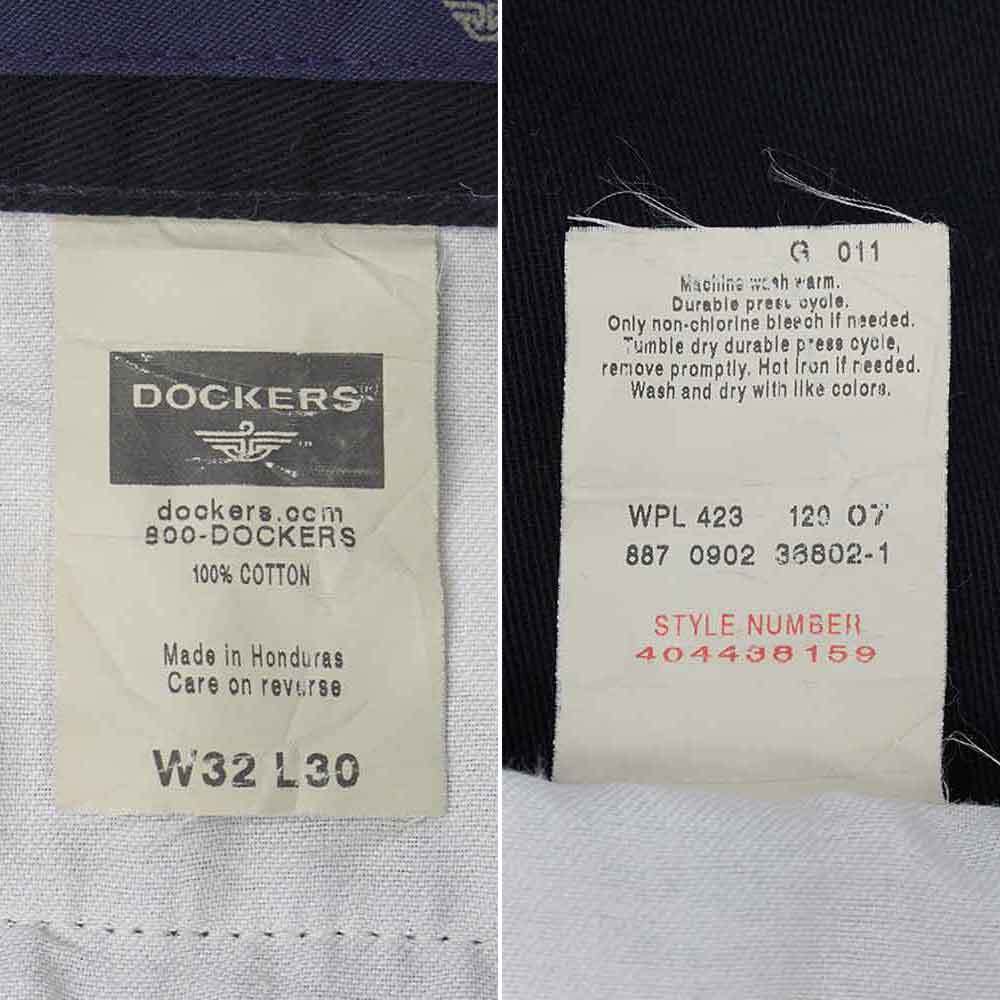 DOCKERS®
TM
dockers.com
800-DOCKERS
100% COTTON
Made in Honduras
Care on reverse
W32 L30
G 011
Machine wash warm.
Durable press cycle.
Only non-chlorine bleach if needed.
Tumble dry durable press cycle,
remove promptly. Hot Iron if needed.
Wash and dry with like colors.
WPL 423 120 07
887 0902 36802-1
STYLE NUMBER
404438159